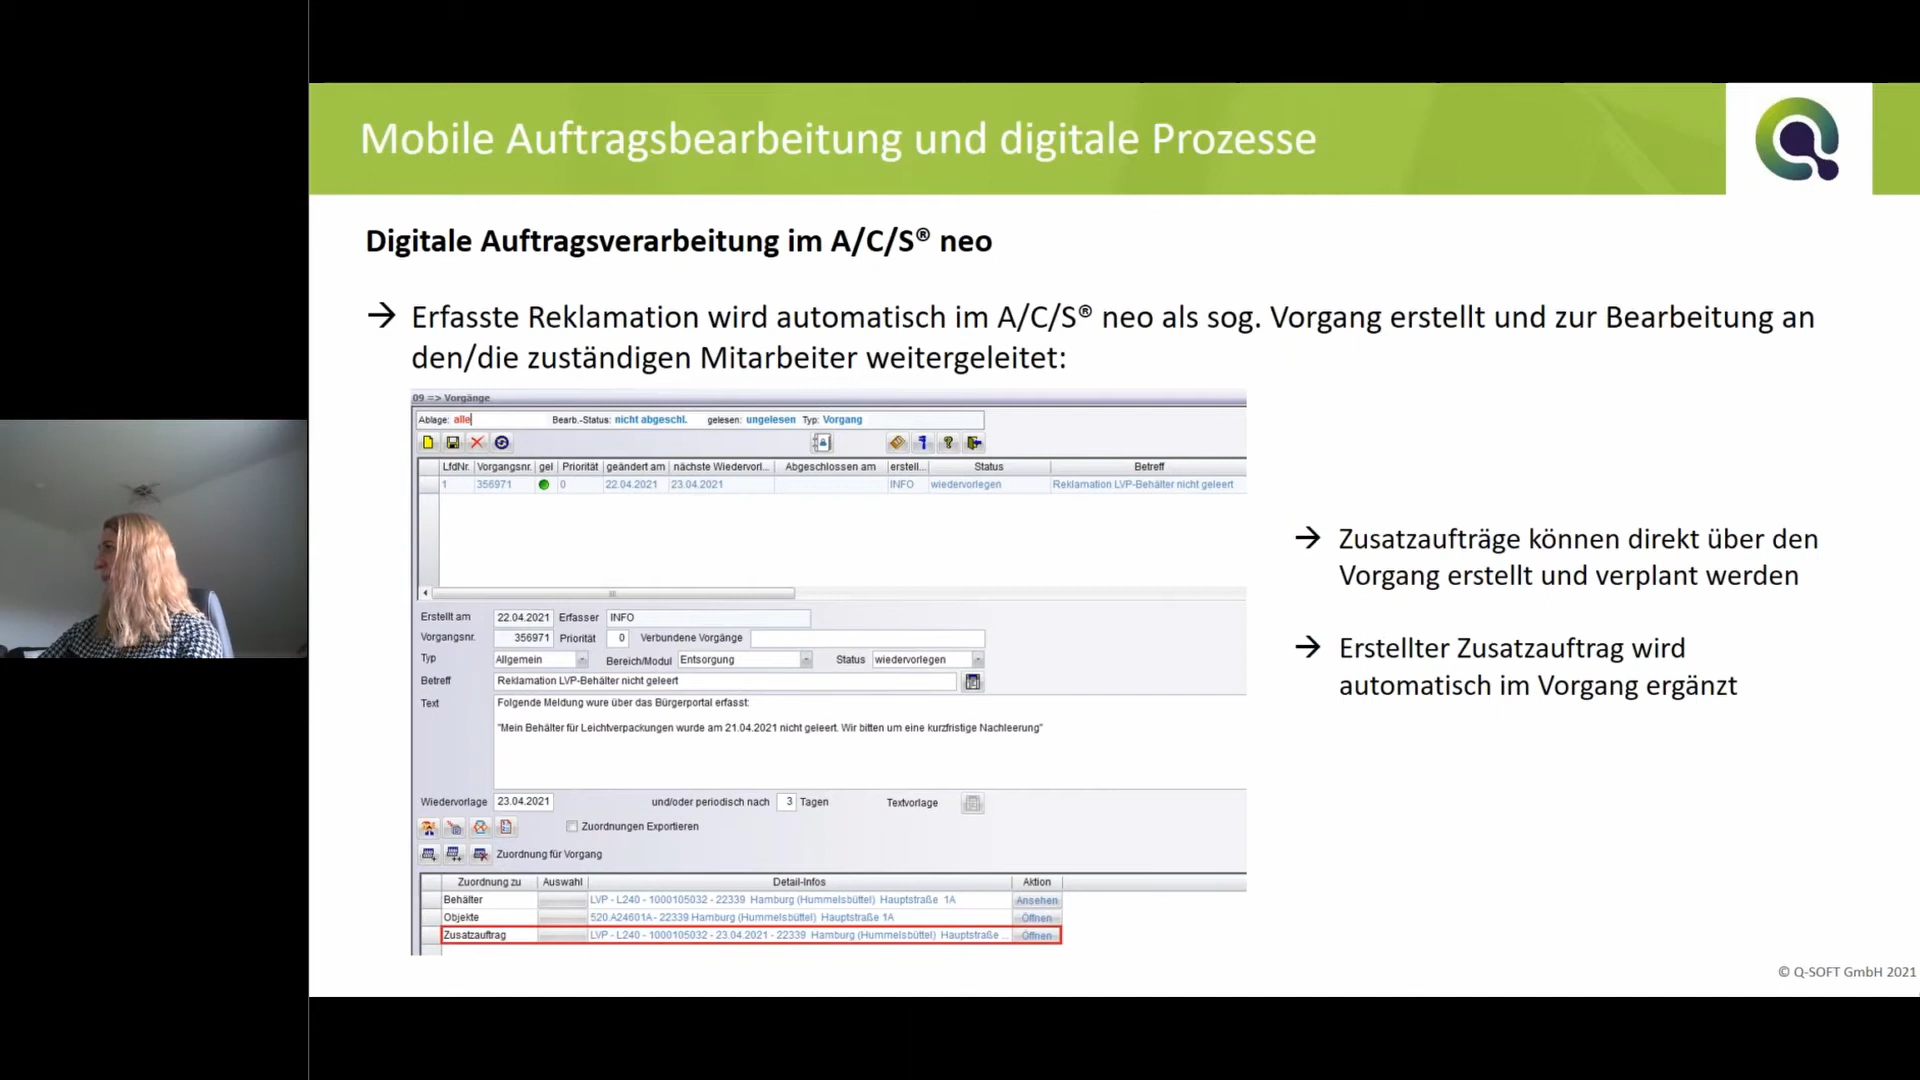 Mobile Auftragsbearbeitung und digitale Prozesse
Digitale Auftragsverarbeitung im A/C/S® neo
→ Erfasste Reklamation wird automatisch im A/C/S® neo als sog. Vorgang erstellt und zur Bearbeitung an
den/die zuständigen Mitarbeiter weitergeleitet:
09 => Vorgänge
Ablage: alle Bearb.-Status: nicht abgeschl. gelesen: ungelesen Typ: Vorgang
LfdNr. Vorgangsnr. gel Priorität geändert am nächste Wiedervorl... Abgeschlossen am erstell... Status Betreff
1 356971 0 22.04.2021 23.04.2021 INFO wiedervorlegen Reklamation LVP-Behälter nicht geleert
Erstellt am 22.04.2021 Erfasser INFO
Vorgangsnr. 356971 Priorität 0 Verbundene Vorgänge
Typ Allgemein Bereich/Modul Entsorgung Status wiedervorlegen
Betreff Reklamation LVP-Behälter nicht geleert
Text Folgende Meldung wure über das Bürgerportal erfasst:
"Mein Behälter für Leichtverpackungen wurde am 21.04.2021 nicht geleert. Wir bitten um eine kurzfristige Nachleerung"
Wiedervorlage 23.04.2021 und/oder periodisch nach 3 Tagen Textvorlage
Zuordnungen Exportieren
Zuordnung für Vorgang
Zuordnung zu Auswahl Detail-Infos Aktion
Behälter LVP - L240 - 1000105032 - 22339 Hamburg (Hummelsbüttel) Hauptstraße 1A Ansehen
Objekte 520.A24601A - 22339 Hamburg (Hummelsbüttel) Hauptstraße 1A Öffnen
Zusatzauftrag LVP - L240 - 1000105032 - 23.04.2021 - 22339 Hamburg (Hummelsbüttel) Hauptstraße ... Öffnen
→ Zusatzaufträge können direkt über den
Vorgang erstellt und verplant werden
→ Erstellter Zusatzauftrag wird
automatisch im Vorgang ergänzt
© Q-SOFT GmbH 2021